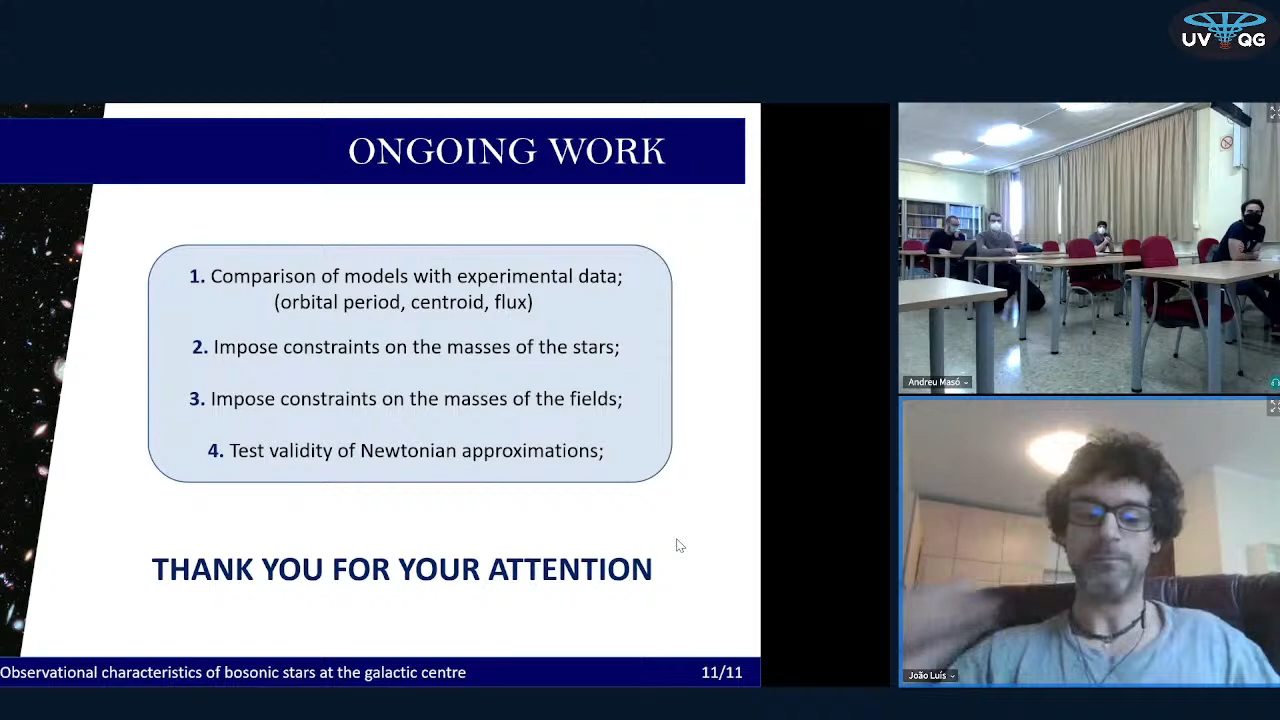 UV QG
ONGOING WORK
1. Comparison of models with experimental data;
(orbital period, centroid, flux)
2. Impose constraints on the masses of the stars;
3. Impose constraints on the masses of the fields;
4. Test validity of Newtonian approximations;
THANK YOU FOR YOUR ATTENTION
Observational characteristics of bosonic stars at the galactic centre
11/11
Andreu Masó
João Luís